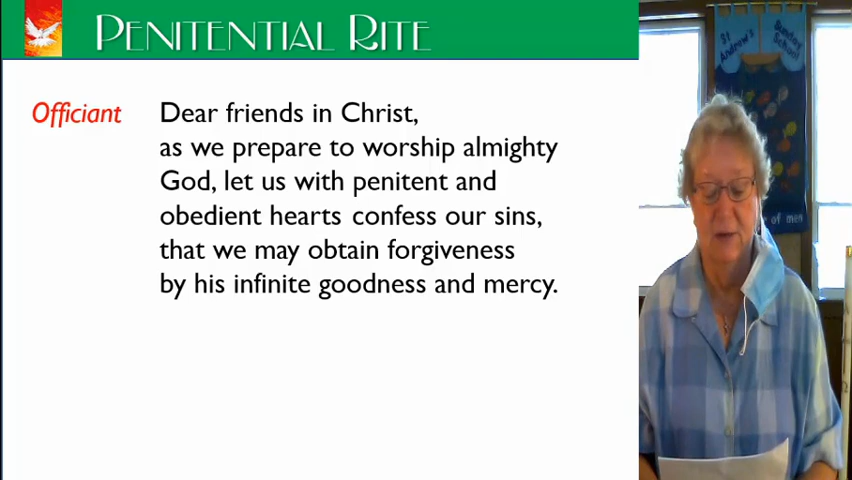 PENITENTIAL RITE
Officiant
Dear friends in Christ,
as we prepare to worship almighty
God, let us with penitent and
obedient hearts confess our sins,
that we may obtain forgiveness
by his infinite goodness and mercy.
St Andrew's
Sunday School
of men